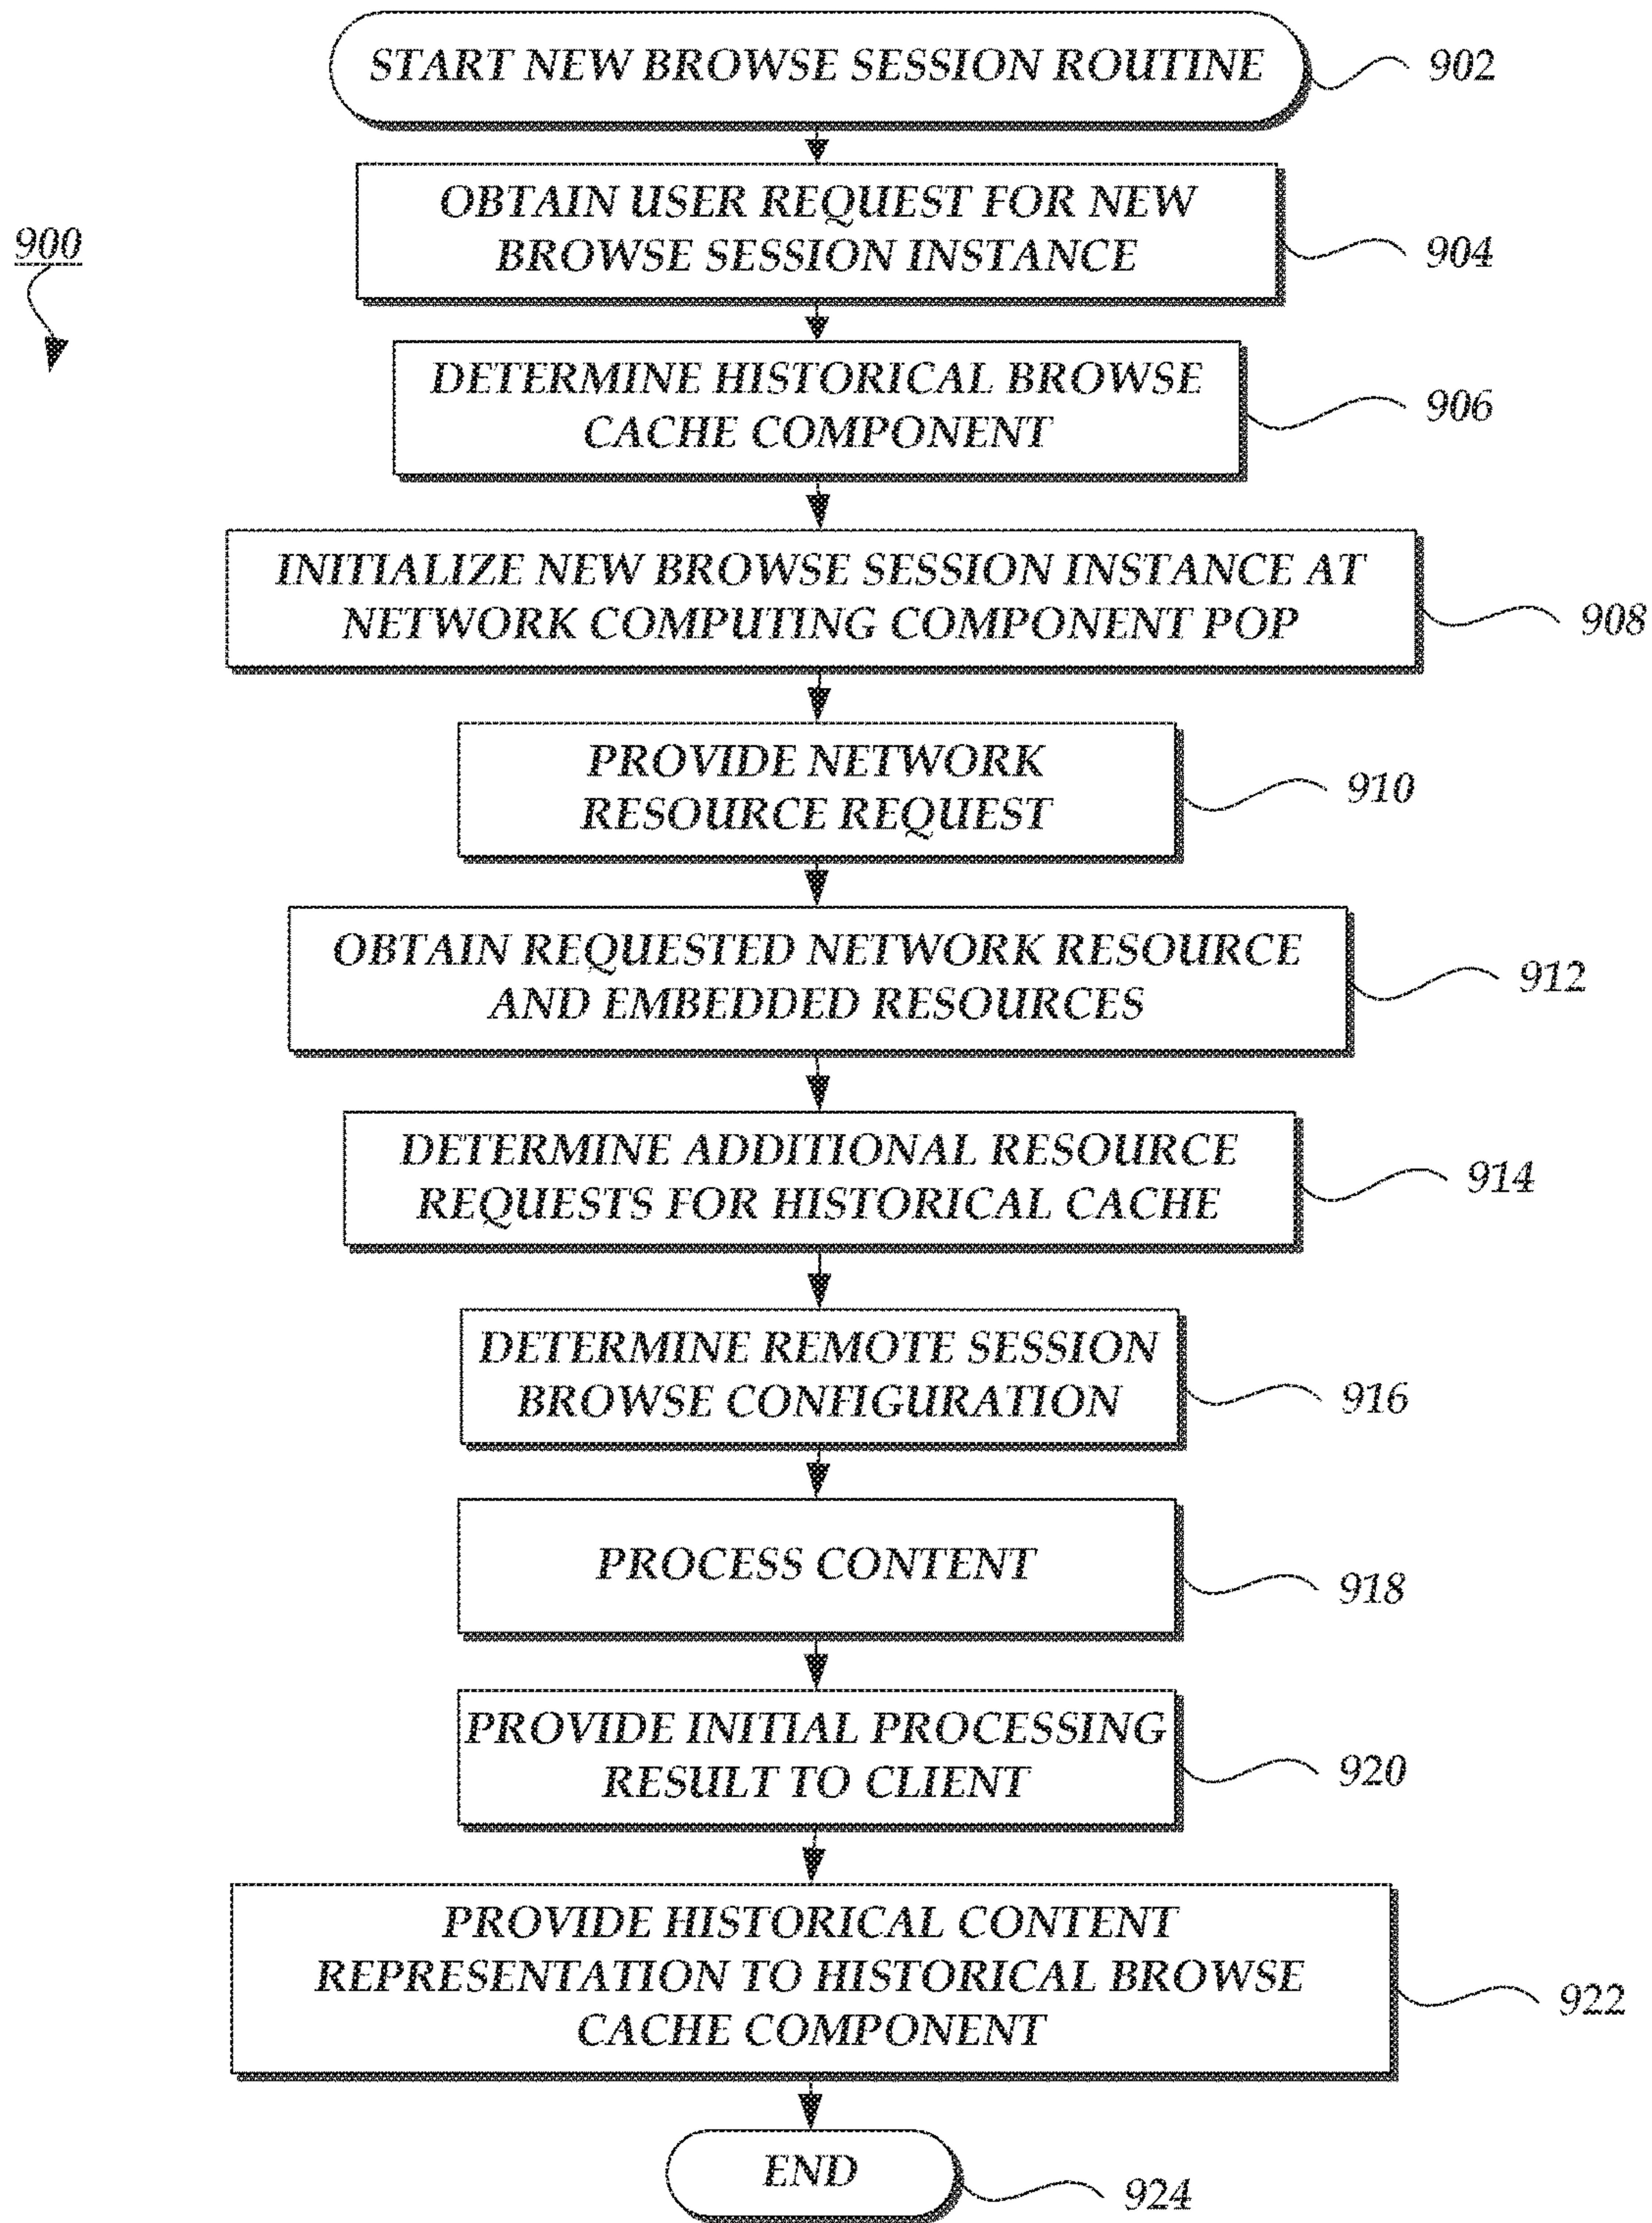 START NEW BROWSE SESSION ROUTINE
902
OBTAIN USER REQUEST FOR NEW
BROWSE SESSION INSTANCE
904
900
DETERMINE HISTORICAL BROWSE
CACHE COMPONENT
906
INITIALIZE NEW BROWSE SESSION INSTANCE AT
NETWORK COMPUTING COMPONENT POP
908
PROVIDE NETWORK
RESOURCE REQUEST
910
OBTAIN REQUESTED NETWORK RESOURCE
AND EMBEDDED RESOURCES
912
DETERMINE ADDITIONAL RESOURCE
REQUESTS FOR HISTORICAL CACHE
914
DETERMINE REMOTE SESSION
BROWSE CONFIGURATION
916
PROCESS CONTENT
918
PROVIDE INITIAL PROCESSING
RESULT TO CLIENT
920
PROVIDE HISTORICAL CONTENT
REPRESENTATION TO HISTORICAL BROWSE
CACHE COMPONENT
922
END
924